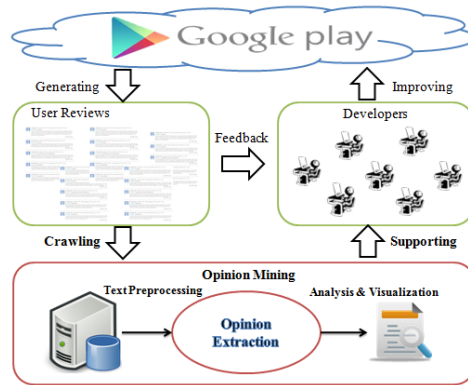 Google play
Generating
Improving
User Reviews
Developers
Feedback
Crawling
Supporting
Opinion Mining
Text Preprocessing
Analysis & Visualization
Opinion
Extraction